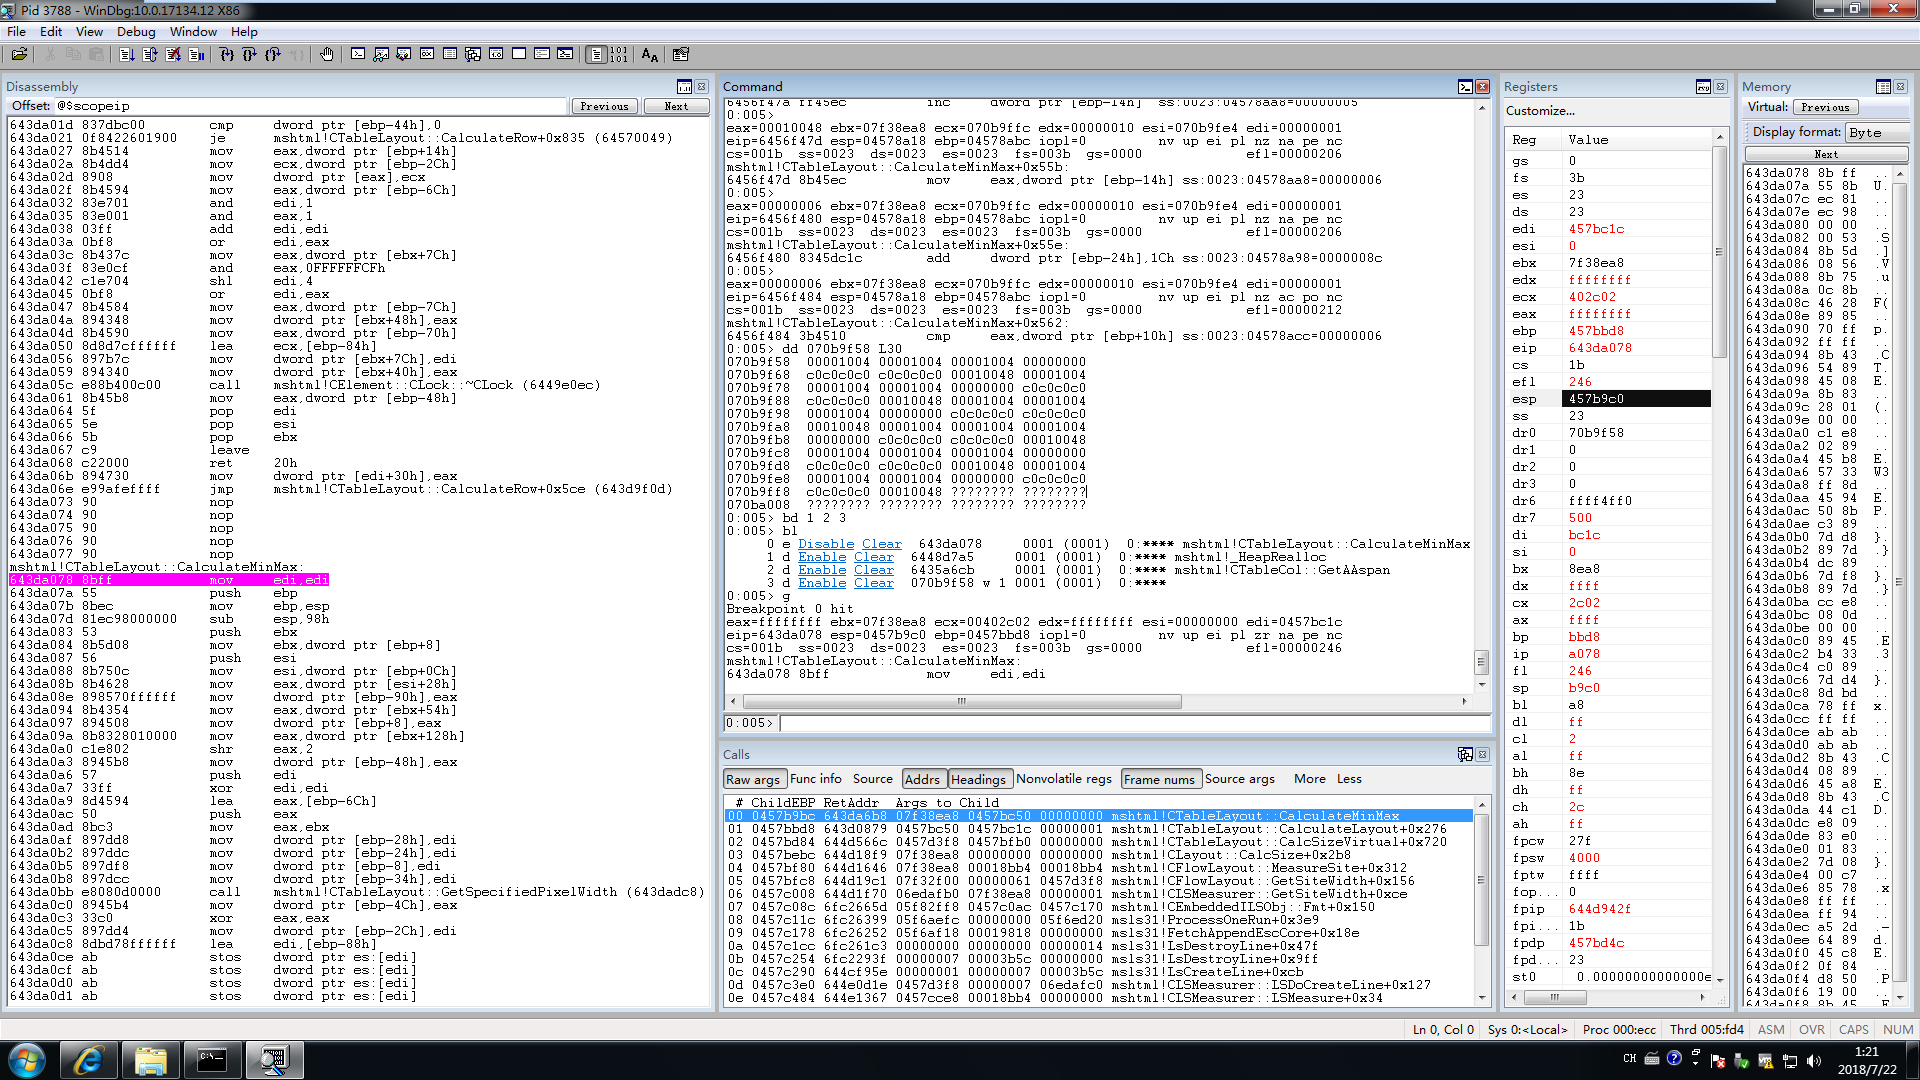 Pid 3788 - WinDbg:10.0.17134.12 X86
File Edit View Debug Window Help
Disassembly
Offset: @$scopeip Previous Next
643da01d 837dbc00 cmp dword ptr [ebp-44h],0
643da021 0f8422601900 je mshtml!CTableLayout::CalculateRow+0x835 (64570049)
643da027 8b4514 mov eax,dword ptr [ebp+14h]
643da02a 8b4dd4 mov ecx,dword ptr [ebp-2Ch]
643da02d 8908 mov dword ptr [eax],ecx
643da02f 8b4594 mov eax,dword ptr [ebp-6Ch]
643da032 83e701 and edi,1
643da035 83e001 and eax,1
643da038 03ff add edi,edi
643da03a 0bf8 or edi,eax
643da03c 8b437c mov eax,dword ptr [ebx+7Ch]
643da03f 83e0cf and eax,0FFFFFFCFh
643da042 c1e704 shl edi,4
643da045 0bf8 or edi,eax
643da047 8b4584 mov eax,dword ptr [ebp-7Ch]
643da04a 894348 mov dword ptr [ebx+48h],eax
643da04d 8b4590 mov eax,dword ptr [ebp-70h]
643da050 8d8d7cffffff lea ecx,[ebp-84h]
643da056 897b7c mov dword ptr [ebx+7Ch],edi
643da059 894340 mov dword ptr [ebx+40h],eax
643da05c e88b400c00 call mshtml!CElement::CLock::~CLock (6449e0ec)
643da061 8b45b8 mov eax,dword ptr [ebp-48h]
643da064 5f pop edi
643da065 5e pop esi
643da066 5b pop ebx
643da067 c9 leave
643da068 c22000 ret 20h
643da06b 894730 mov dword ptr [edi+30h],eax
643da06e e99afeffff jmp mshtml!CTableLayout::CalculateRow+0x5ce (643d9f0d)
643da073 90 nop
643da074 90 nop
643da075 90 nop
643da076 90 nop
643da077 90 nop
mshtml!CTableLayout::CalculateMinMax:
643da078 8bff mov edi,edi
643da07a 55 push ebp
643da07b 8bec mov ebp,esp
643da07d 81ec98000000 sub esp,98h
643da083 53 push ebx
643da084 8b5d08 mov ebx,dword ptr [ebp+8]
643da087 56 push esi
643da088 8b750c mov esi,dword ptr [ebp+0Ch]
643da08b 8b4628 mov eax,dword ptr [esi+28h]
643da08e 898570ffffff mov dword ptr [ebp-90h],eax
643da094 8b4354 mov eax,dword ptr [ebx+54h]
643da097 894508 mov dword ptr [ebp+8],eax
643da09a 8b8328010000 mov eax,dword ptr [ebx+128h]
643da0a0 c1e802 shr eax,2
643da0a3 8945b8 mov dword ptr [ebp-48h],eax
643da0a6 57 push edi
643da0a7 33ff xor edi,edi
643da0a9 8d4594 lea eax,[ebp-6Ch]
643da0ac 50 push eax
643da0ad 8bc3 mov eax,ebx
643da0af 897dd8 mov dword ptr [ebp-28h],edi
643da0b2 897ddc mov dword ptr [ebp-24h],edi
643da0b5 897df8 mov dword ptr [ebp-8],edi
643da0b8 897dcc mov dword ptr [ebp-34h],edi
643da0bb e8080d0000 call mshtml!CTableLayout::GetSpecifiedPixelWidth (643dadc8)
643da0c0 8945b4 mov dword ptr [ebp-4Ch],eax
643da0c3 33c0 xor eax,eax
643da0c5 897dd4 mov dword ptr [ebp-2Ch],edi
643da0c8 8dbd78ffffff lea edi,[ebp-88h]
643da0ce ab stos dword ptr es:[edi]
643da0cf ab stos dword ptr es:[edi]
643da0d0 ab stos dword ptr es:[edi]
643da0d1 ab stos dword ptr es:[edi]
Command
6456f47a ff45ec inc dword ptr [ebp-14h] ss:0023:04578aa8=00000005
0:005>
eax=00010048 ebx=07f38ea8 ecx=070b9ffc edx=00000010 esi=070b9fe4 edi=00000001
eip=6456f47d esp=04578a18 ebp=04578abc iopl=0 nv up ei pl nz na pe nc
cs=001b ss=0023 ds=0023 es=0023 fs=003b gs=0000 efl=00000206
mshtml!CTableLayout::CalculateMinMax+0x55b:
6456f47d 8b45ec mov eax,dword ptr [ebp-14h] ss:0023:04578aa8=00000006
0:005>
eax=00000006 ebx=07f38ea8 ecx=070b9ffc edx=00000010 esi=070b9fe4 edi=00000001
eip=6456f480 esp=04578a18 ebp=04578abc iopl=0 nv up ei pl nz na pe nc
cs=001b ss=0023 ds=0023 es=0023 fs=003b gs=0000 efl=00000206
mshtml!CTableLayout::CalculateMinMax+0x55e:
6456f480 8345dc1c add dword ptr [ebp-24h],1Ch ss:0023:04578a98=0000008c
0:005>
eax=00000006 ebx=07f38ea8 ecx=070b9ffc edx=00000010 esi=070b9fe4 edi=00000001
eip=6456f484 esp=04578a18 ebp=04578abc iopl=0 nv up ei pl nz ac po nc
cs=001b ss=0023 ds=0023 es=0023 fs=003b gs=0000 efl=00000212
mshtml!CTableLayout::CalculateMinMax+0x562:
6456f484 3b4510 cmp eax,dword ptr [ebp+10h] ss:0023:04578acc=00000006
0:005> dd 070b9f58 L30
070b9f58 00001004 00001004 00001004 00000000
070b9f68 c0c0c0c0 c0c0c0c0 00010048 00001004
070b9f78 00001004 00001004 00000000 c0c0c0c0
070b9f88 c0c0c0c0 00010048 00001004 00001004
070b9f98 00001004 00000000 c0c0c0c0 c0c0c0c0
070b9fa8 00010048 00001004 00001004 00001004
070b9fb8 00000000 c0c0c0c0 c0c0c0c0 00010048
070b9fc8 00001004 00001004 00001004 00000000
070b9fd8 c0c0c0c0 c0c0c0c0 00010048 00001004
070b9fe8 00001004 00001004 00000000 c0c0c0c0
070b9ff8 c0c0c0c0 00010048 ???????? ????????
070ba008 ???????? ???????? ???????? ????????
0:005> bd 1 2 3
0:005> bl
0 e Disable Clear 643da078 0001 (0001) 0:**** mshtml!CTableLayout::CalculateMinMax
1 d Enable Clear 6448d7a5 0001 (0001) 0:**** mshtml!_HeapRealloc
2 d Enable Clear 6435a6cb 0001 (0001) 0:**** mshtml!CTableCol::GetAAspan
3 d Enable Clear 070b9f58 w 1 0001 (0001) 0:****
0:005> g
Breakpoint 0 hit
eax=ffffffff ebx=07f38ea8 ecx=00402c02 edx=ffffffff esi=00000000 edi=0457bc1c
eip=643da078 esp=0457b9c0 ebp=0457bbd8 iopl=0 nv up ei pl zr na pe nc
cs=001b ss=0023 ds=0023 es=0023 fs=003b gs=0000 efl=00000246
mshtml!CTableLayout::CalculateMinMax:
643da078 8bff mov edi,edi
0:005>
Calls
Raw args Func info Source Addrs Headings Nonvolatile regs Frame nums Source args More Less
# ChildEBP RetAddr Args to Child
00 0457b9bc 643da6b8 07f38ea8 0457bc50 00000000 mshtml!CTableLayout::CalculateMinMax
01 0457bbd8 643d0879 0457bc50 0457bc1c 00000001 mshtml!CTableLayout::CalculateLayout+0x276
02 0457bd84 644d566c 0457d3f8 0457bfb0 00000000 mshtml!CTableLayout::CalcSizeVirtual+0x720
03 0457bebc 644d18f9 07f38ea8 00000000 00000000 mshtml!CLayout::CalcSize+0x2b8
04 0457bf80 644d1646 07f38ea8 00018bb4 00018bb4 mshtml!CFlowLayout::MeasureSite+0x312
05 0457bfc8 644d19c1 07f32f00 00000061 0457d3f8 mshtml!CFlowLayout::GetSiteWidth+0x156
06 0457c008 644d1f70 06edafb0 07f38ea8 00000001 mshtml!CLSMeasurer::GetSiteWidth+0xce
07 0457c08c 6fc2665d 05f82ff8 0457c0ac 0457c170 mshtml!CEmbeddedILSObj::Fmt+0x150
08 0457c11c 6fc26399 05f6aefc 00000000 05f6ed20 msls31!ProcessOneRun+0x3e9
09 0457c178 6fc26252 05f6af18 00019818 00000000 msls31!FetchAppendEscCore+0x18e
0a 0457c1cc 6fc261c3 00000000 00000000 00000014 msls31!LsDestroyLine+0x47f
0b 0457c254 6fc2293f 00000007 00003b5c 00000000 msls31!LsDestroyLine+0x9ff
0c 0457c290 644cf95e 00000001 00000007 00003b5c msls31!LsCreateLine+0xcb
0d 0457c3e0 644e0d1e 0457d3f8 00000007 06edafc0 mshtml!CLSMeasurer::LSDoCreateLine+0x127
0e 0457c484 644e1367 0457cce8 00018bb4 00000000 mshtml!CLSMeasurer::LSMeasure+0x34
Registers
Customize...
Reg Value
gs 0
fs 3b
es 23
ds 23
edi 457bc1c
esi 0
ebx 7f38ea8
edx ffffffff
ecx 402c02
eax ffffffff
ebp 457bbd8
eip 643da078
cs 1b
efl 246
esp 457b9c0
ss 23
dr0 70b9f58
dr1 0
dr2 0
dr3 0
dr6 ffff4ff0
dr7 500
di bc1c
si 0
bx 8ea8
dx ffff
cx 2c02
ax ffff
bp bbd8
ip a078
fl 246
sp b9c0
bl a8
dl ff
cl 2
al ff
bh 8e
dh ff
ch 2c
ah ff
fpcw 27f
fpsw 4000
fptw ffff
fop... 0
fpip 644d942f
fpi... 1b
fpdp 457bd4c
fpd... 23
st0 0.00000000000000e
Memory
Virtual: Previous
Display format: Byte
Next
643da078 8b ff ..
643da07a 55 8b U.
643da07c ec 81 ..
643da07e ec 98 ..
643da080 00 00 ..
643da082 00 53 .S
643da084 8b 5d .]
643da086 08 56 .V
643da088 8b 75 .u
643da08a 0c 8b ..
643da08c 46 28 F(
643da08e 89 85 ..
643da090 70 ff p.
643da092 ff ff ..
643da094 8b 43 .C
643da096 54 89 T.
643da098 45 08 E.
643da09a 8b 83 ..
643da09c 28 01 (.
643da09e 00 00 ..
643da0a0 c1 e8 ..
643da0a2 02 89 ..
643da0a4 45 b8 E.
643da0a6 57 33 W3
643da0a8 ff 8d ..
643da0aa 45 94 E.
643da0ac 50 8b P.
643da0ae c3 89 ..
643da0b0 7d d8 }.
643da0b2 89 7d .}
643da0b4 dc 89 ..
643da0b6 7d f8 }.
643da0b8 89 7d .}
643da0ba cc e8 ..
643da0bc 08 0d ..
643da0be 00 00 ..
643da0c0 89 45 .E
643da0c2 b4 33 .3
643da0c4 c0 89 ..
643da0c6 7d d4 }.
643da0c8 8d bd ..
643da0ca 78 ff x.
643da0cc ff ff ..
643da0ce ab ab ..
643da0d0 ab ab ..
643da0d2 8b 43 .C
643da0d4 08 89 ..
643da0d6 45 a8 E.
643da0d8 8b 43 .C
643da0da 44 c1 D.
643da0dc e8 09 ..
643da0de 83 e0 ..
643da0e0 01 83 ..
643da0e2 7d 08 }.
643da0e4 00 c7 ..
643da0e6 85 78 .x
643da0e8 ff ff ..
643da0ea ff 94 ..
643da0ec a5 2d .-
643da0ee 64 89 d.
643da0f0 45 c8 E.
643da0f2 0f 84 ..
643da0f4 d8 50 .P
643da0f6 19 00 ..
643da0f8 8b 45 .E
Ln 0, Col 0 Sys 0:<Local> Proc 000:ecc Thrd 005:fd4 ASM OVR CAPS NUM
CH 1:21
2018/7/22